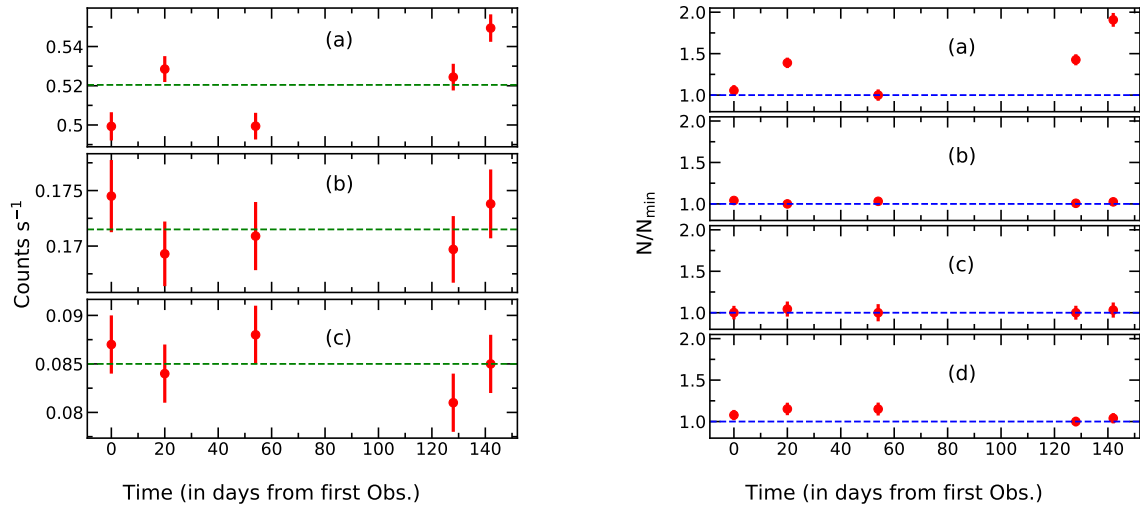 (a)
0.54
0.52
0.5
(b)
0.175
0.17
(c)
0.09
0.085
0.08
Counts s⁻¹
0 20 40 60 80 100 120 140
Time (in days from first Obs.)
(a)
2.0
1.5
1.0
(b)
2.0
1.5
1.0
(c)
2.0
1.5
1.0
(d)
2.0
1.5
1.0
N/N_min
0 20 40 60 80 100 120 140
Time (in days from first Obs.)